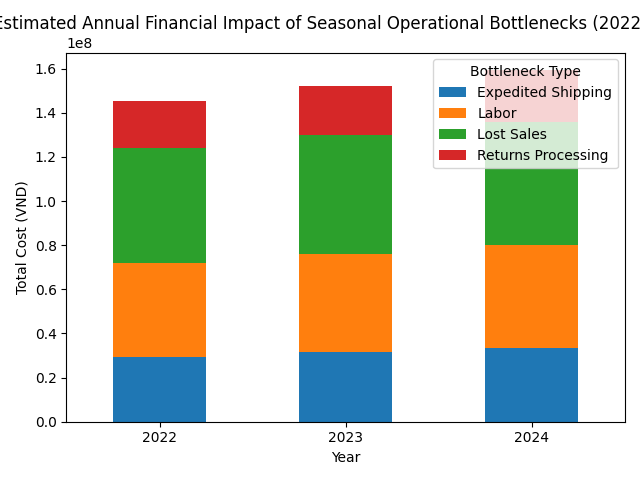 Estimated Annual Financial Impact of Seasonal Operational Bottlenecks (2022
1e8
1.6
1.4
1.2
1.0
0.8
0.6
0.4
0.2
0.0
Total Cost (VND)
Bottleneck Type
Expedited Shipping
Labor
Lost Sales
Returns Processing
2022 2023 2024
Year